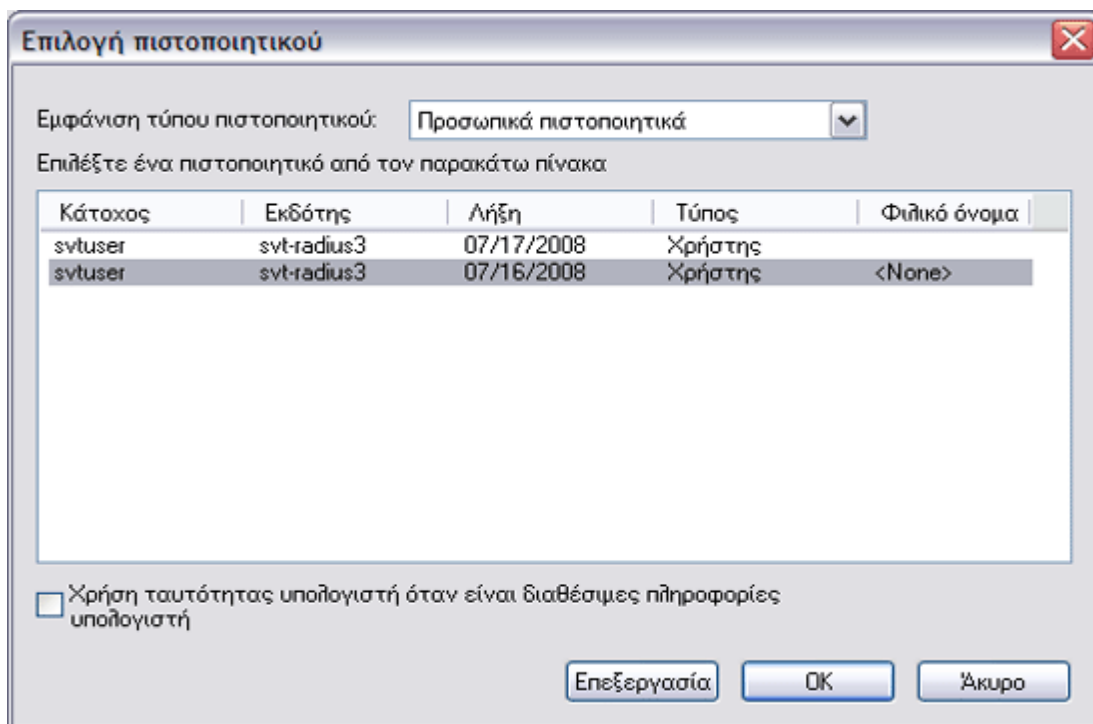 Επιλογή πιστοποιητικού
Εμφάνιση τύπου πιστοποιητικού: Προσωπικά πιστοποιητικά
Επιλέξτε ένα πιστοποιητικό από τον παρακάτω πίνακα
Κάτοχος Εκδότης Λήξη Τύπος Φιλικό όνομα
svtuser svt-radius3 07/17/2008 Χρήστης
svtuser svt-radius3 07/16/2008 Χρήστης <None>
Χρήση ταυτότητας υπολογιστή όταν είναι διαθέσιμες πληροφορίες
υπολογιστή
Επεξεργασία OK Άκυρο